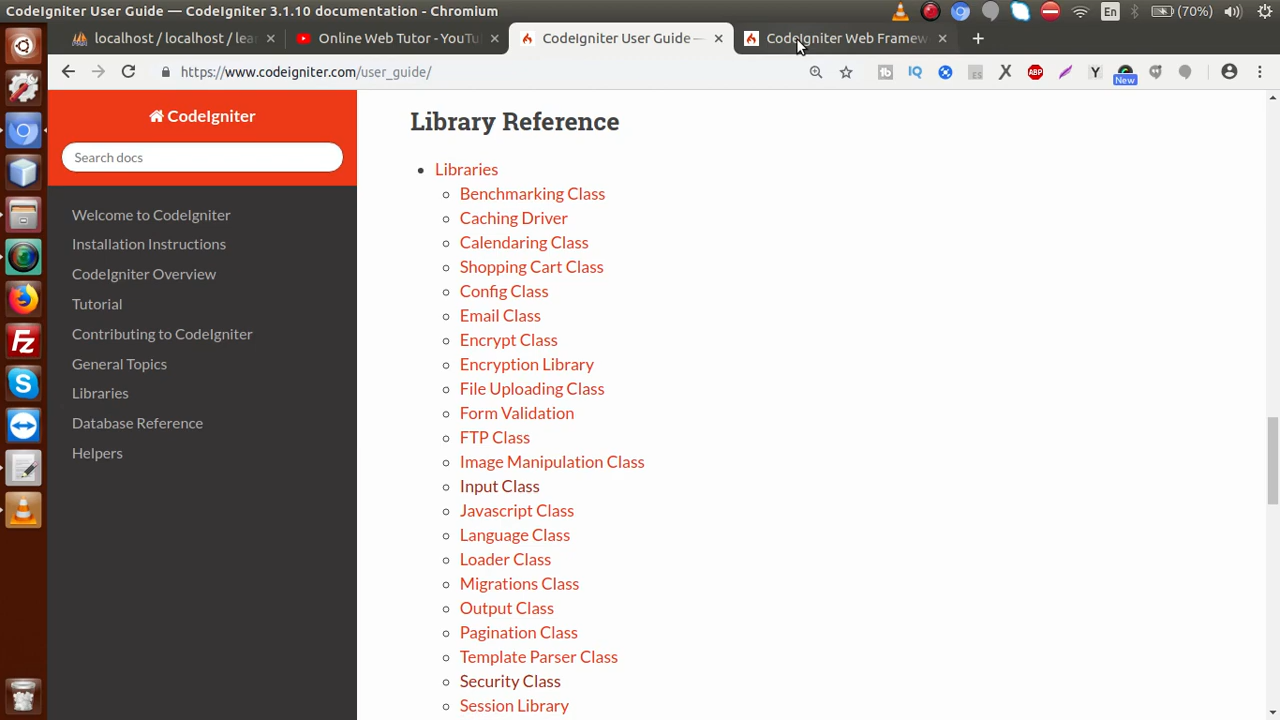 CodeIgniter User Guide — CodeIgniter 3.1.10 documentation - Chromium
En
(70%)
localhost / localhost / lea
Online Web Tutor - YouTu
CodeIgniter User Guide —
CodeIgniter Web Framew
https://www.codeigniter.com/user_guide/
IQ
ABP
Y
New
CodeIgniter
Search docs
Welcome to CodeIgniter
Installation Instructions
CodeIgniter Overview
Tutorial
Contributing to CodeIgniter
General Topics
Libraries
Database Reference
Helpers
Library Reference
Libraries
Benchmarking Class
Caching Driver
Calendaring Class
Shopping Cart Class
Config Class
Email Class
Encrypt Class
Encryption Library
File Uploading Class
Form Validation
FTP Class
Image Manipulation Class
Input Class
Javascript Class
Language Class
Loader Class
Migrations Class
Output Class
Pagination Class
Template Parser Class
Security Class
Session Library